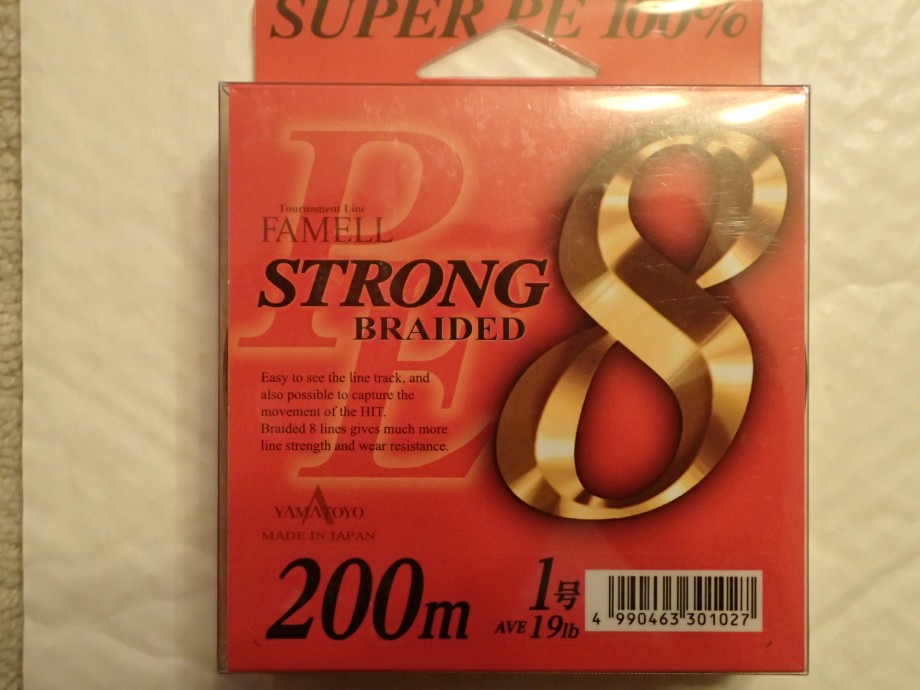 SUPER PE 100%
PE
8
Tournament Line
FAMELL
STRONG
BRAIDED
Easy to see the line track, and
also possible to capture the
movement of the HIT.
Braided 8 lines gives much more
line strength and wear resistance.
YAMATOYO
MADE IN JAPAN
200m
1号
AVE 19lb
4 990463 301027